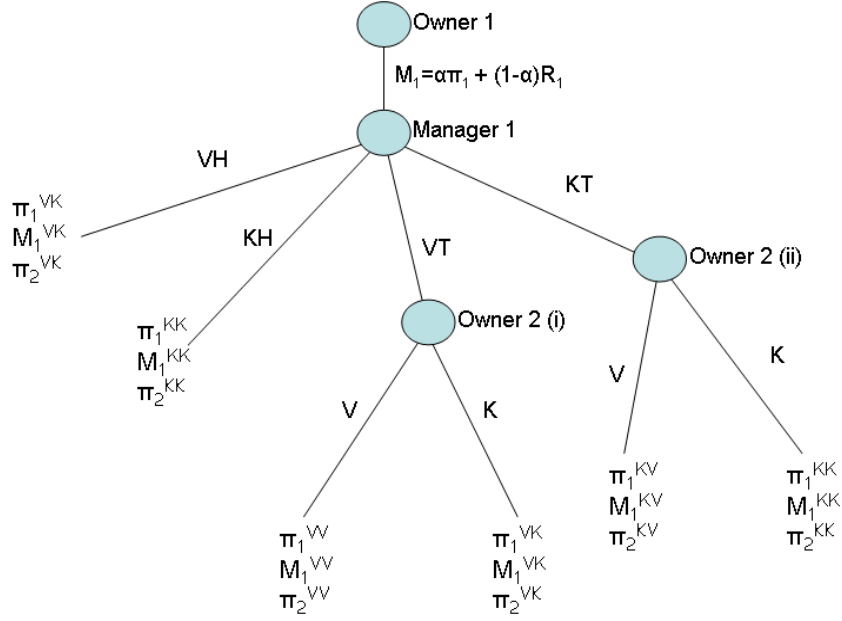 Owner 1
M₁=απ₁ + (1-α)R₁
Manager 1
VH
KH
VT
KT
π₁ⱽᴷ
M₁ⱽᴷ
π₂ⱽᴷ
Owner 2 (ii)
π₁ᴷᴷ
M₁ᴷᴷ
π₂ᴷᴷ
Owner 2 (i)
V
K
V
K
π₁ⱽⱽ
M₁ⱽⱽ
π₂ⱽⱽ
π₁ⱽᴷ
M₁ⱽᴷ
π₂ⱽᴷ
π₁ᴷⱽ
M₁ᴷⱽ
π₂ᴷⱽ
π₁ᴷᴷ
M₁ᴷᴷ
π₂ᴷᴷ